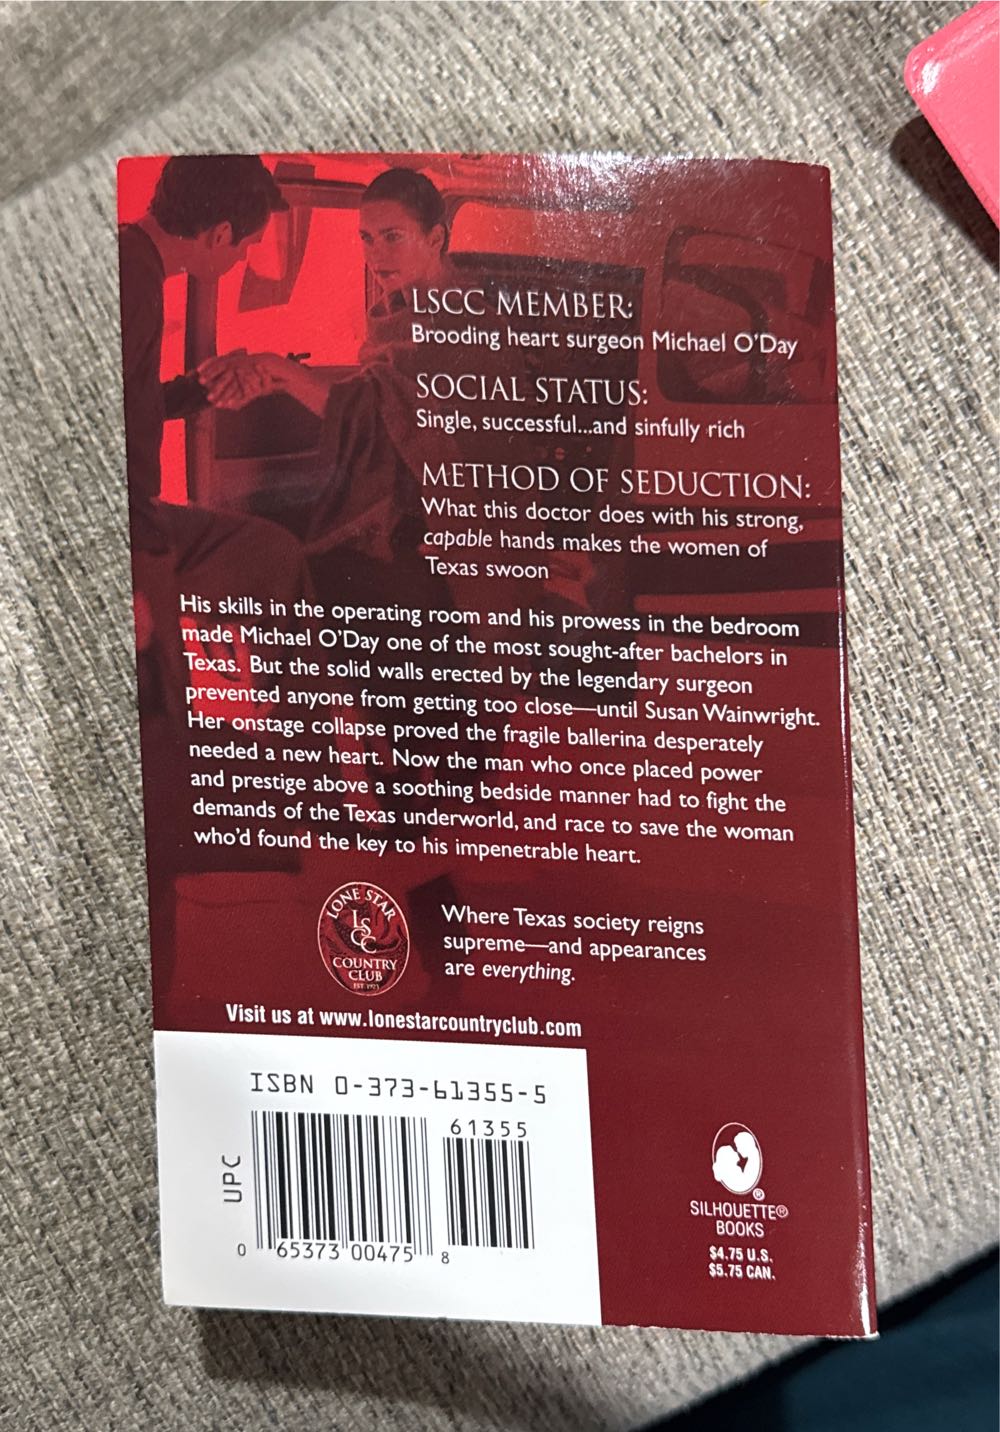 LSCC MEMBER:
Brooding heart surgeon Michael O'Day
SOCIAL STATUS:
Single, successful...and sinfully rich
METHOD OF SEDUCTION:
What this doctor does with his strong,
capable hands makes the women of
Texas swoon
His skills in the operating room and his prowess in the bedroom
made Michael O'Day one of the most sought-after bachelors in
Texas. But the solid walls erected by the legendary surgeon
prevented anyone from getting too close—until Susan Wainwright.
Her onstage collapse proved the fragile ballerina desperately
needed a new heart. Now the man who once placed power
and prestige above a soothing bedside manner had to fight the
demands of the Texas underworld, and race to save the woman
who'd found the key to his impenetrable heart.
LONE STAR
LSCC
COUNTRY
CLUB
EST. 1923
Where Texas society reigns
supreme—and appearances
are everything.
Visit us at www.lonestarcountryclub.com
ISBN 0-373-61355-5
61355
UPC
0 65373 00475 8
SILHOUETTE®
BOOKS
$4.75 U.S.
$5.75 CAN.